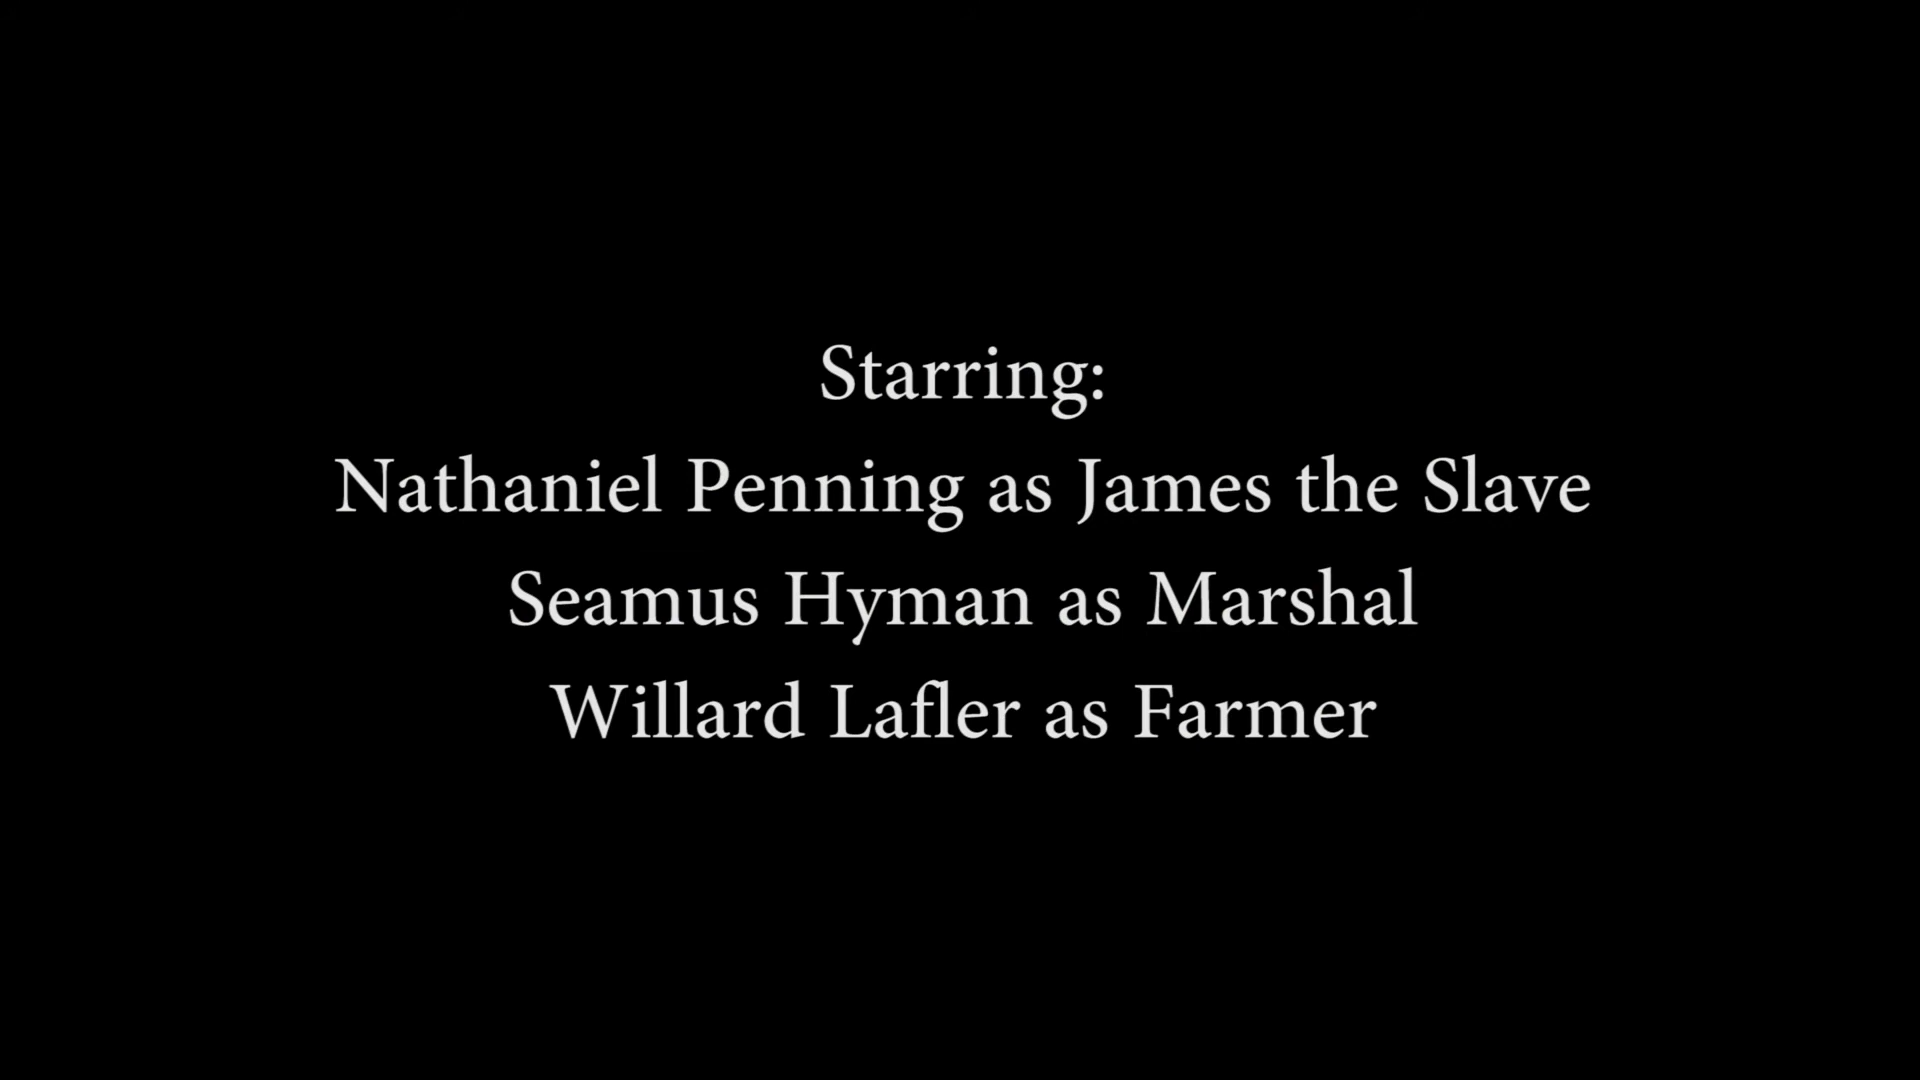 Starring:
Nathaniel Penning as James the Slave
Seamus Hyman as Marshal
Willard Lafler as Farmer